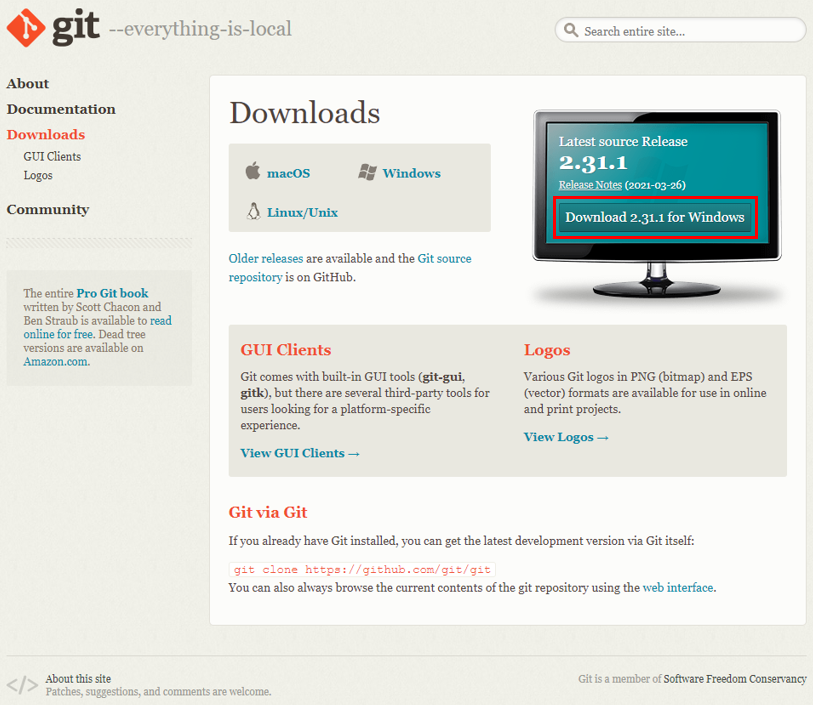 git --everything-is-local
Search entire site...
About
Documentation
Downloads
GUI Clients
Logos
Community
The entire Pro Git book
written by Scott Chacon and
Ben Straub is available to read
online for free. Dead tree
versions are available on
Amazon.com.
Downloads
macOS
Windows
Linux/Unix
Older releases are available and the Git source
repository is on GitHub.
Latest source Release
2.31.1
Release Notes (2021-03-26)
Download 2.31.1 for Windows
GUI Clients
Git comes with built-in GUI tools (git-gui,
gitk), but there are several third-party tools for
users looking for a platform-specific
experience.
View GUI Clients →
Logos
Various Git logos in PNG (bitmap) and EPS
(vector) formats are available for use in online
and print projects.
View Logos →
Git via Git
If you already have Git installed, you can get the latest development version via Git itself:
git clone https://github.com/git/git
You can also always browse the current contents of the git repository using the web interface.
</> About this site
Patches, suggestions, and comments are welcome.
Git is a member of Software Freedom Conservancy